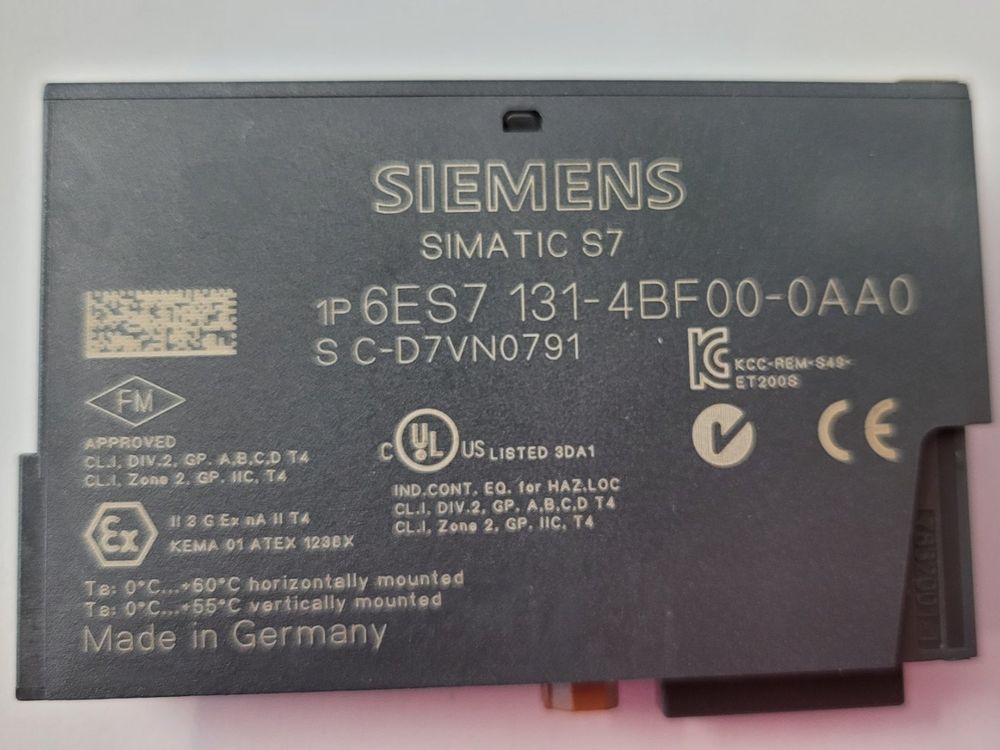 SIEMENS
SIMATIC S7
1P 6ES7 131-4BF00-0AA0
S C-D7VN0791
KCC-REM-S49-
ET200S
FM
APPROVED
CL.I, DIV.2, GP. A,B,C,D T4
CL.I, Zone 2, GP. IIC, T4
C UL US LISTED 3DA1
IND.CONT. EQ. for HAZ.LOC
CL.I, DIV.2, GP. A,B,C,D T4
CL.I, Zone 2, GP. IIC, T4
CE
Ex
II 3 G Ex nA II T4
KEMA 01 ATEX 1238X
Ta: 0°C...+60°C horizontally mounted
Ta: 0°C...+55°C vertically mounted
Made in Germany